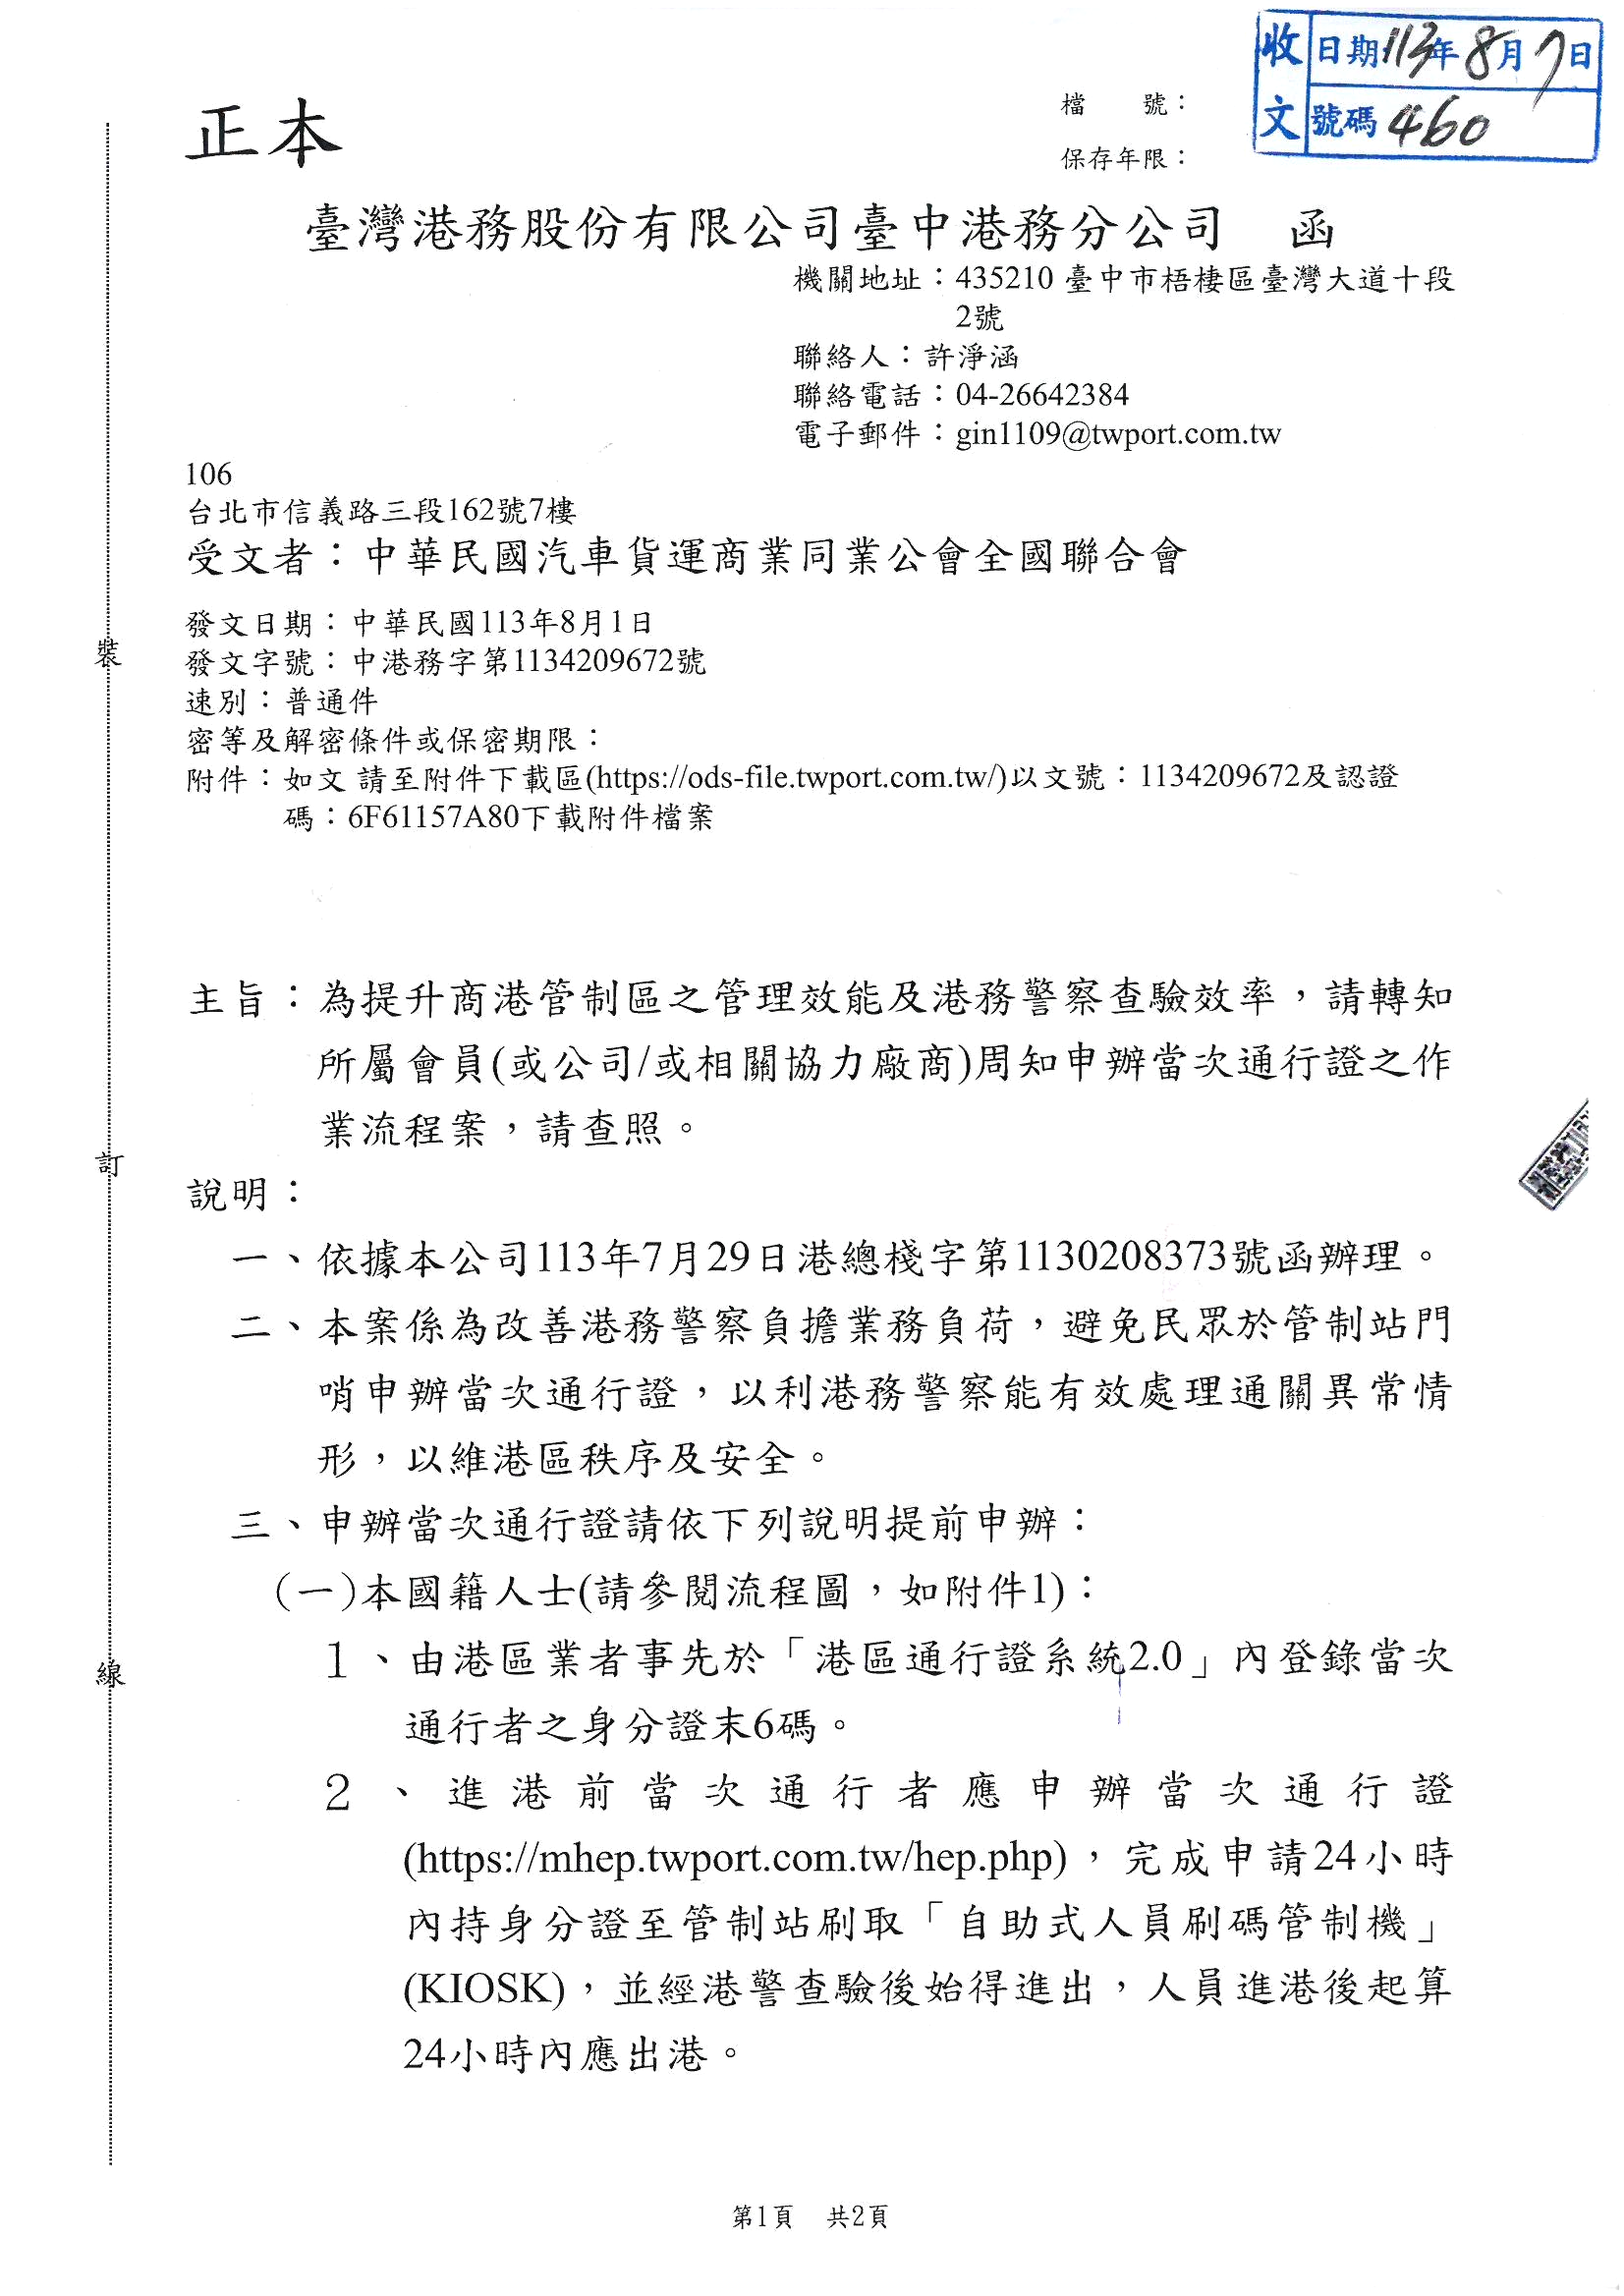 收文 日期 113年8月7日
號碼 460
正本
檔　　號：
保存年限：
臺灣港務股份有限公司臺中港務分公司　函
機關地址：435210 臺中市梧棲區臺灣大道十段
2號
聯絡人：許淨涵
聯絡電話：04-26642384
電子郵件：gin1109@twport.com.tw
106
台北市信義路三段162號7樓
受文者：中華民國汽車貨運商業同業公會全國聯合會
發文日期：中華民國113年8月1日
發文字號：中港務字第1134209672號
速別：普通件
密等及解密條件或保密期限：
附件：如文 請至附件下載區(https://ods-file.twport.com.tw/)以文號：1134209672及認證
碼：6F61157A80下載附件檔案
主旨：為提升商港管制區之管理效能及港務警察查驗效率，請轉知
所屬會員(或公司/或相關協力廠商)周知申辦當次通行證之作
業流程案，請查照。
說明：
一、依據本公司113年7月29日港總棧字第1130208373號函辦理。
二、本案係為改善港務警察負擔業務負荷，避免民眾於管制站門
哨申辦當次通行證，以利港務警察能有效處理通關異常情
形，以維港區秩序及安全。
三、申辦當次通行證請依下列說明提前申辦：
(一)本國籍人士(請參閱流程圖，如附件1)：
１、由港區業者事先於「港區通行證系統2.0」內登錄當次
通行者之身分證末6碼。
２、進港前當次通行者應申辦當次通行證
(https://mhep.twport.com.tw/hep.php)，完成申請24小時
內持身分證至管制站刷取「自助式人員刷碼管制機」
(KIOSK)，並經港警查驗後始得進出，人員進港後起算
24小時內應出港。
裝
訂
線
第1頁　共2頁